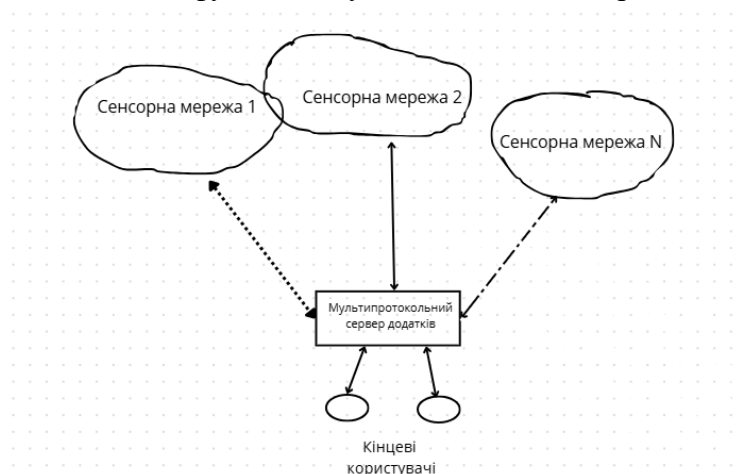 Сенсорна мережа 1
Сенсорна мережа 2
Сенсорна мережа N
Мультипротокольний
сервер додатків
Кінцеві
користувачі